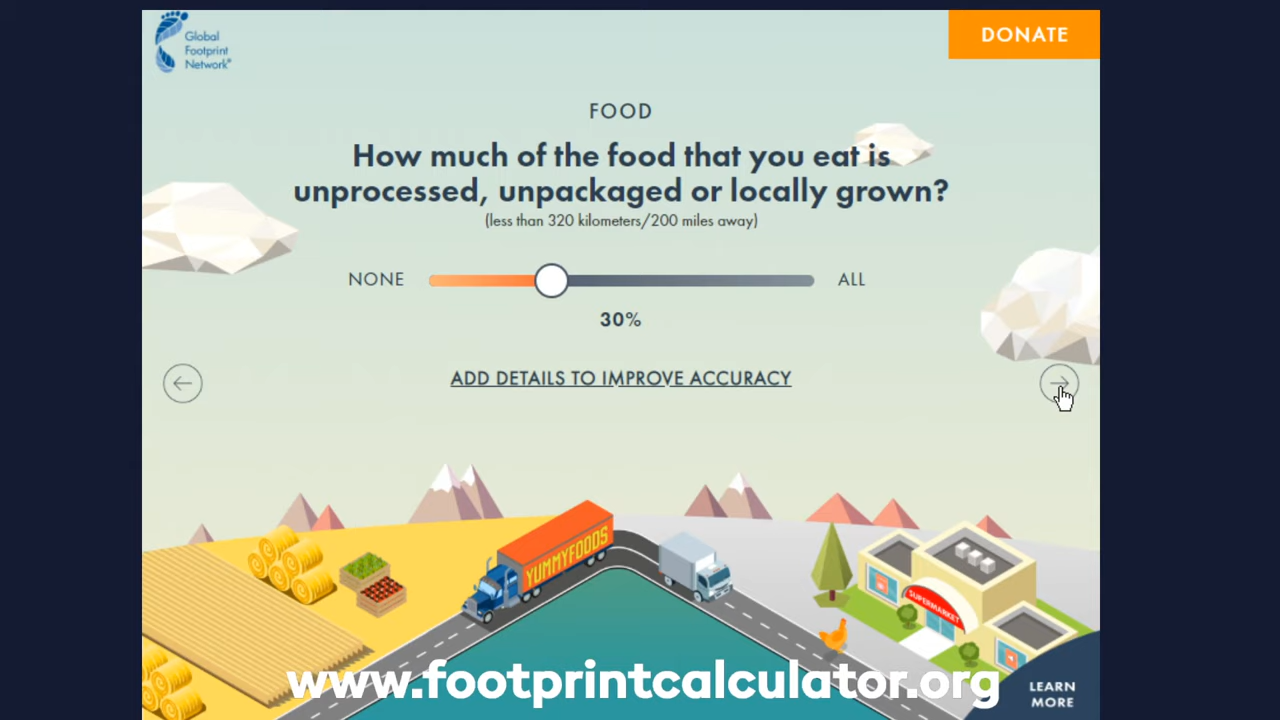 Global
Footprint
Network®
DONATE
FOOD
How much of the food that you eat is
unprocessed, unpackaged or locally grown?
(less than 320 kilometers/200 miles away)
NONE
ALL
30%
ADD DETAILS TO IMPROVE ACCURACY
YUMMYFOODS
SUPERMARKET
www.footprintcalculator.org
LEARN
MORE